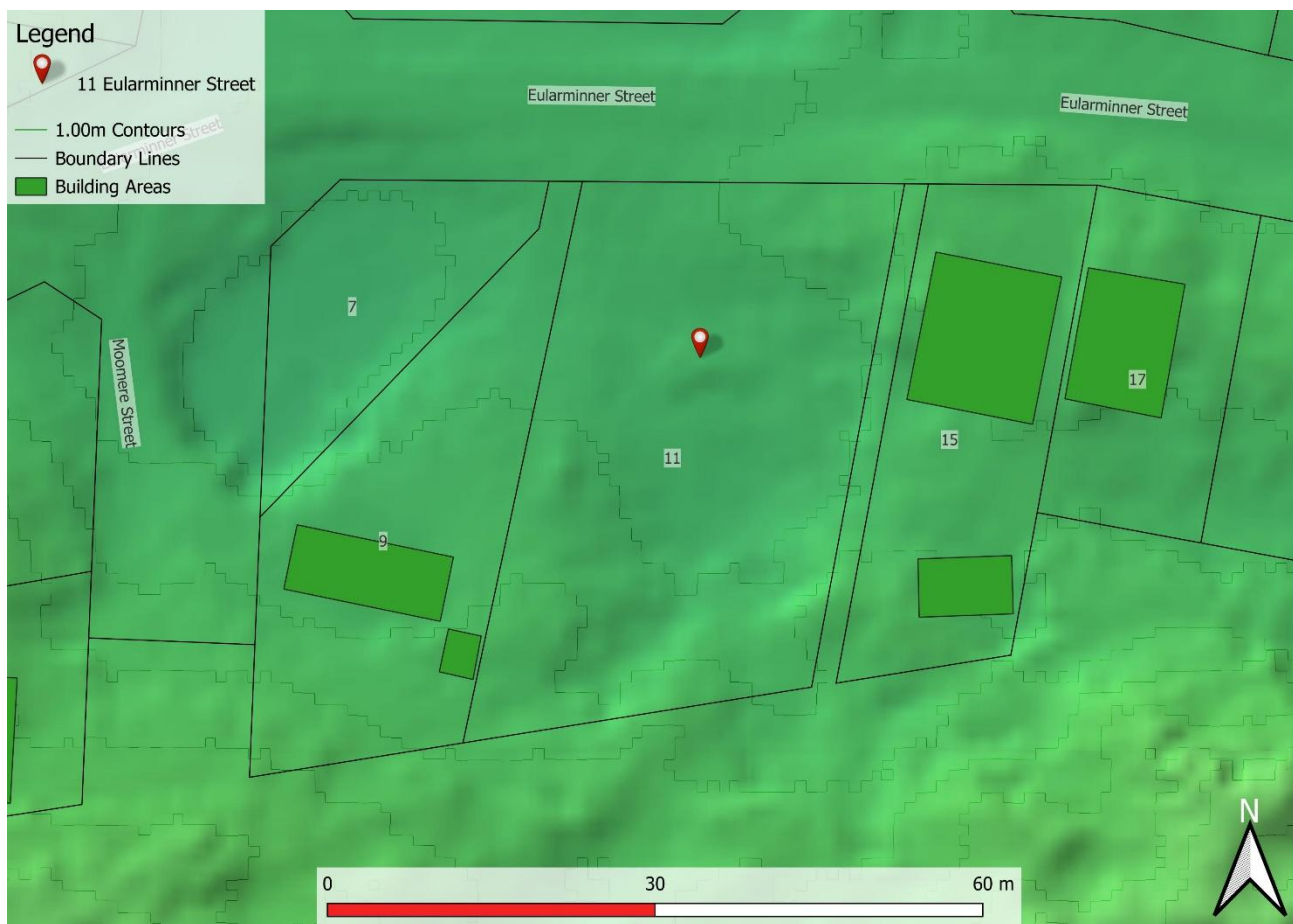 Legend
11 Eularminner Street
1.00m Contours
Boundary Lines
Building Areas
Eularminner Street
Eularminner Street
Street
Moomere Street
7
9
11
15
17
N
0 30 60 m